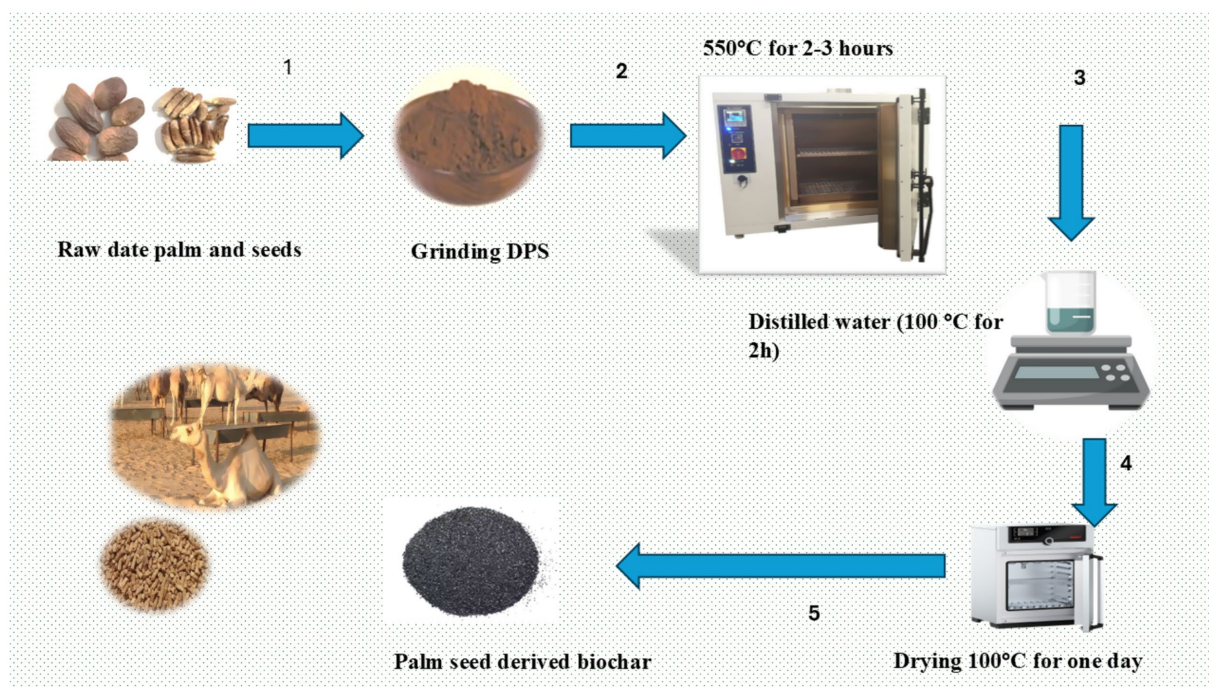 1
2
550°C for 2-3 hours
3
Raw date palm and seeds
Grinding DPS
Distilled water (100 °C for
2h)
4
5
Palm seed derived biochar
Drying 100°C for one day